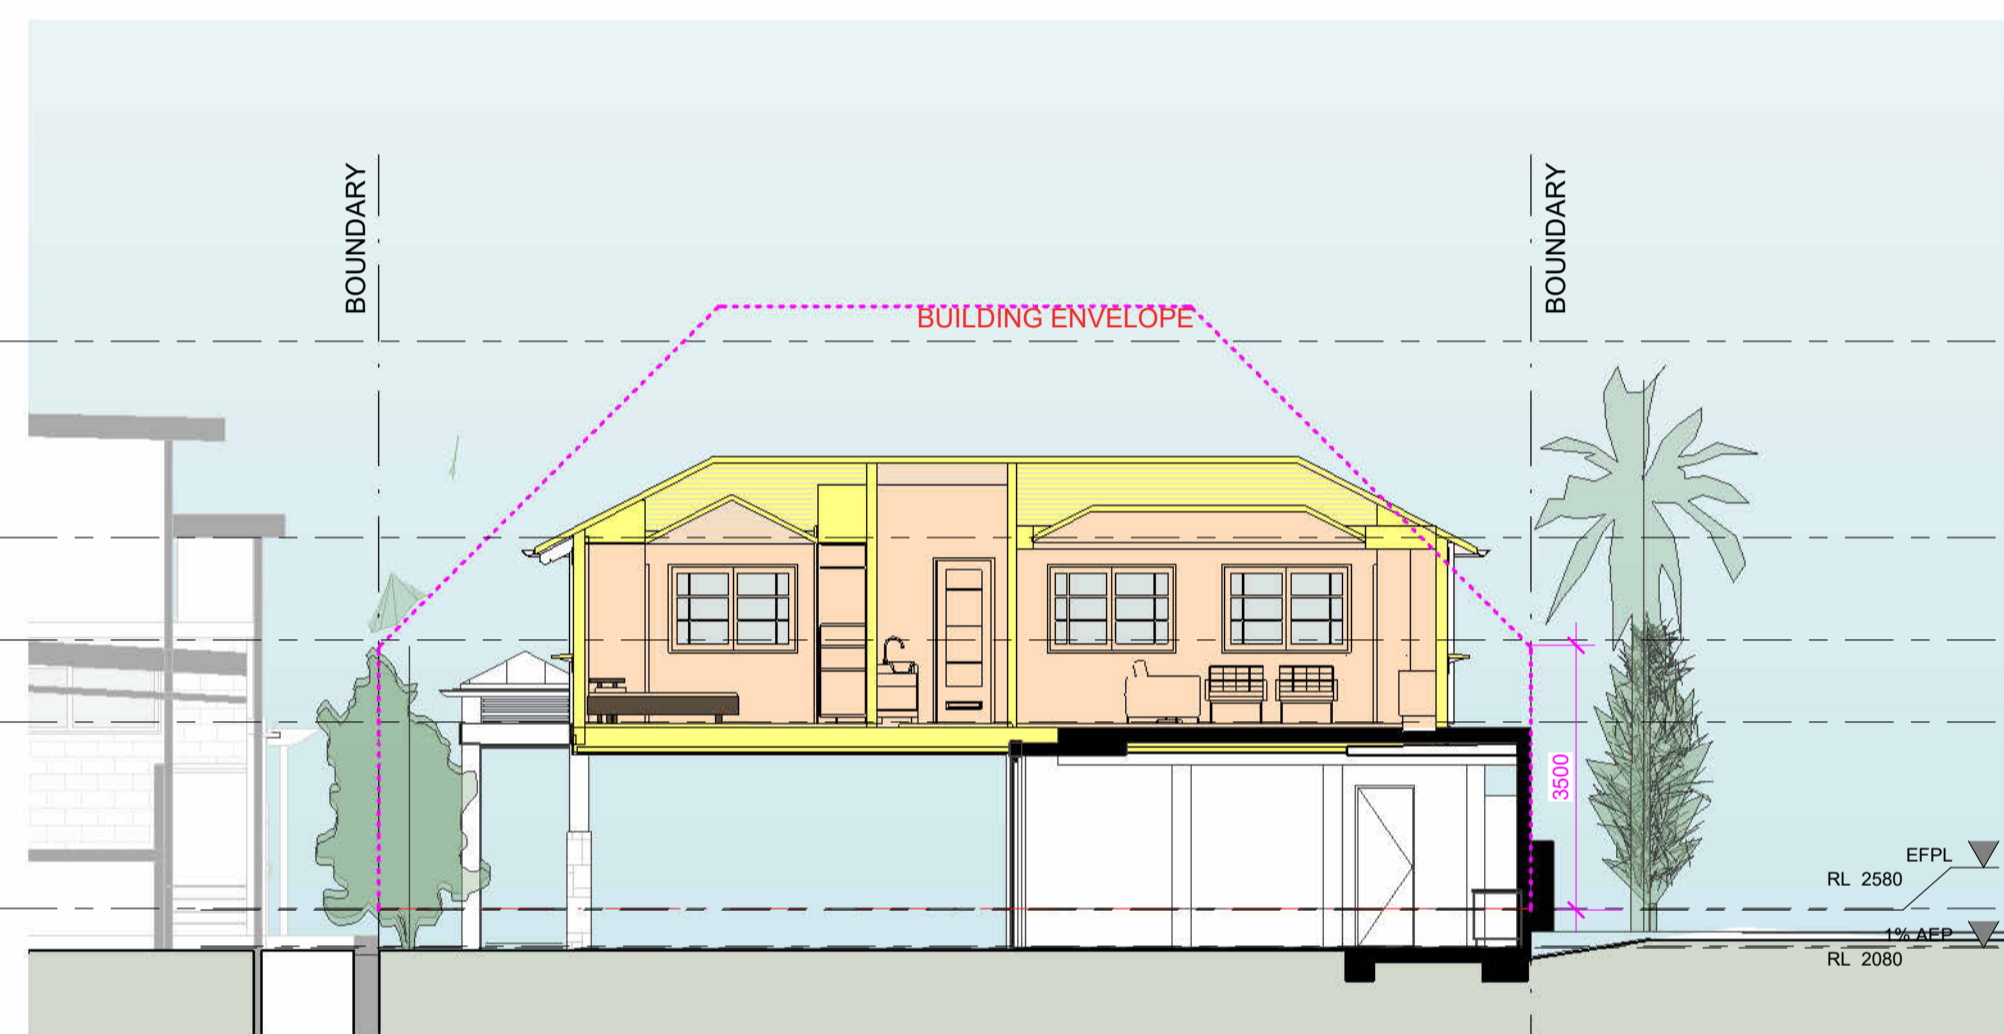 BOUNDARY
BOUNDARY
BUILDING ENVELOPE
3500
EFPL
RL 2580
1% AEP
RL 2080